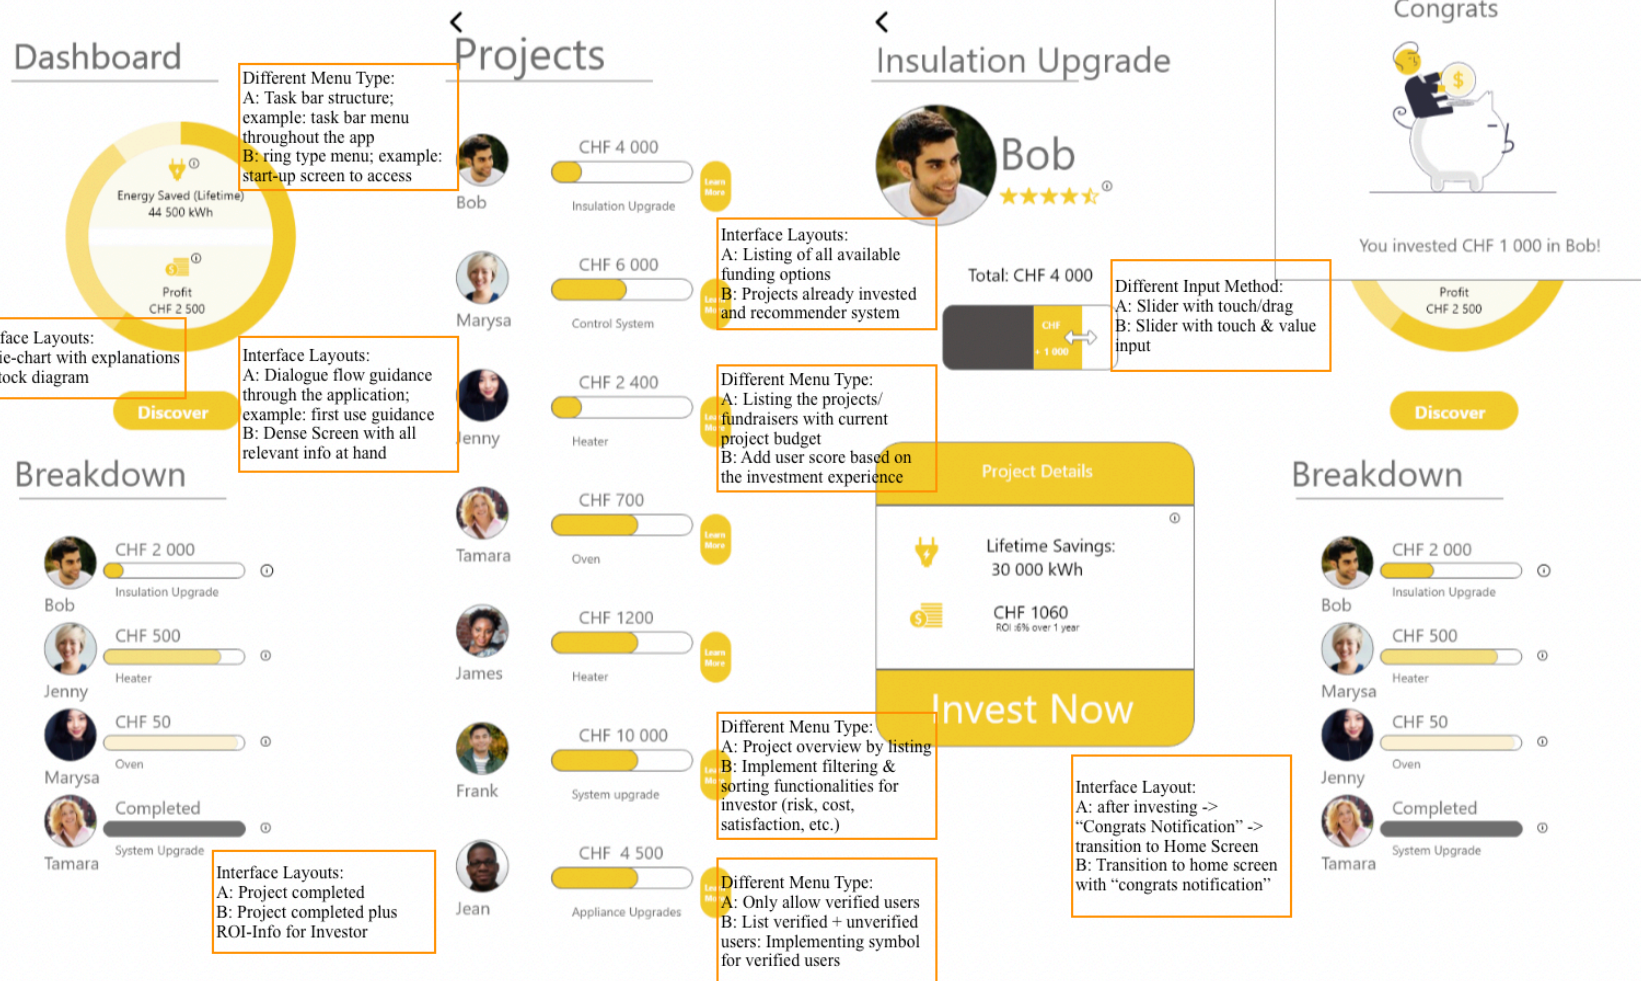 Dashboard
Different Menu Type:
A: Task bar structure;
example: task bar menu
throughout the app
B: ring type menu; example:
start-up screen to access
Energy Saved (Lifetime)
44 500 kWh
Profit
CHF 2 500
face Layouts:
ie-chart with explanations
tock diagram
Interface Layouts:
A: Dialogue flow guidance
through the application;
example: first use guidance
B: Dense Screen with all
relevant info at hand
Discover
Breakdown
CHF 2 000
Bob
Insulation Upgrade
CHF 500
Jenny
Heater
CHF 50
Marysa
Oven
Completed
Tamara
System Upgrade
Interface Layouts:
A: Project completed
B: Project completed plus
ROI-Info for Investor
Projects
CHF 4 000
Learn
More
Bob
Insulation Upgrade
CHF 6 000
Marysa
Control System
CHF 2 400
Jenny
Heater
CHF 700
Learn
More
Tamara
Oven
CHF 1200
Learn
More
James
Heater
CHF 10 000
Frank
System upgrade
CHF 4 500
Jean
Appliance Upgrades
Interface Layouts:
A: Listing of all available
funding options
B: Projects already invested
and recommender system
Different Menu Type:
A: Listing the projects/
fundraisers with current
project budget
B: Add user score based on
the investment experience
Different Menu Type:
A: Project overview by listing
B: Implement filtering &
sorting functionalities for
investor (risk, cost,
satisfaction, etc.)
Different Menu Type:
A: Only allow verified users
B: List verified + unverified
users: Implementing symbol
for verified users
Insulation Upgrade
Bob
Total: CHF 4 000
CHF
+ 1 000
Different Input Method:
A: Slider with touch/drag
B: Slider with touch & value
input
Project Details
Lifetime Savings:
30 000 kWh
CHF 1060
ROI :6% over 1 year
Invest Now
Interface Layout:
A: after investing ->
“Congrats Notification” ->
transition to Home Screen
B: Transition to home screen
with “congrats notification”
Congrats
$
You invested CHF 1 000 in Bob!
Profit
CHF 2 500
Discover
Breakdown
CHF 2 000
Bob
Insulation Upgrade
CHF 500
Marysa
Heater
CHF 50
Jenny
Oven
Completed
Tamara
System Upgrade